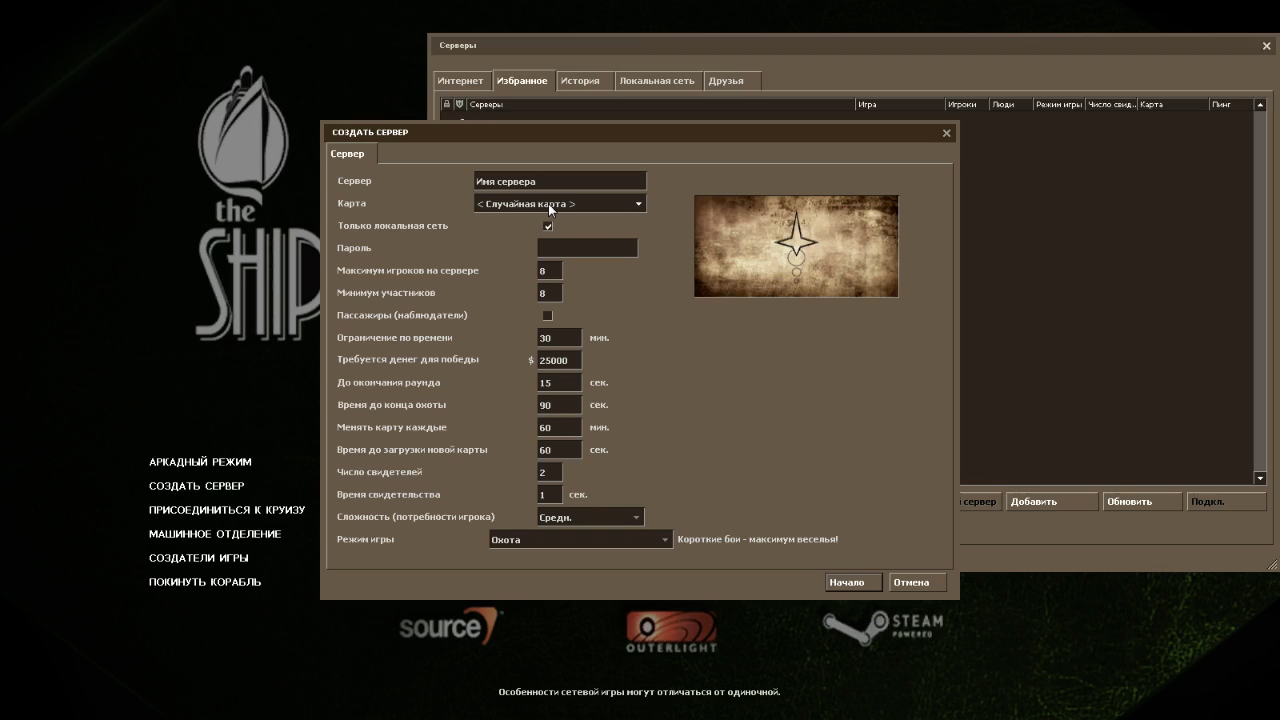 Серверы
Интернет Избранное История Локальная сеть Друзья
Серверы Игра Игроки Люди Режим игры Число свид.. Карта Пинг
СОЗДАТЬ СЕРВЕР
Сервер
Сервер Имя сервера
Карта < Случайная карта >
Только локальная сеть
Пароль
Максимум игроков на сервере 8
Минимум участников 8
Пассажиры (наблюдатели)
Ограничение по времени 30 мин.
Требуется денег для победы $ 25000
До окончания раунда 15 сек.
Время до конца охоты 90 сек.
Менять карту каждые 60 мин.
Время до загрузки новой карты 60 сек.
Число свидетелей 2
Время свидетельства 1 сек.
Сложность (потребности игрока) Средн.
Режим игры Охота Короткие бои - максимум веселья!
Начало Отмена
сервер Добавить Обновить Подкл.
the
SHIP
АРКАДНЫЙ РЕЖИМ
СОЗДАТЬ СЕРВЕР
ПРИСОЕДИНИТЬСЯ К КРУИЗУ
МАШИННОЕ ОТДЕЛЕНИЕ
СОЗДАТЕЛИ ИГРЫ
ПОКИНУТЬ КОРАБЛЬ
source
OUTERLIGHT
STEAM
POWERED
Особенности сетевой игры могут отличаться от одиночной.